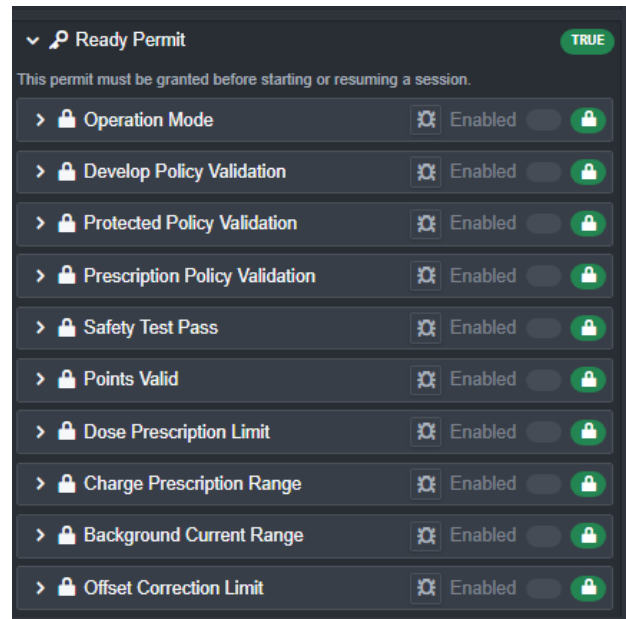 Ready Permit TRUE
This permit must be granted before starting or resuming a session.
Operation Mode Enabled
Develop Policy Validation Enabled
Protected Policy Validation Enabled
Prescription Policy Validation Enabled
Safety Test Pass Enabled
Points Valid Enabled
Dose Prescription Limit Enabled
Charge Prescription Range Enabled
Background Current Range Enabled
Offset Correction Limit Enabled